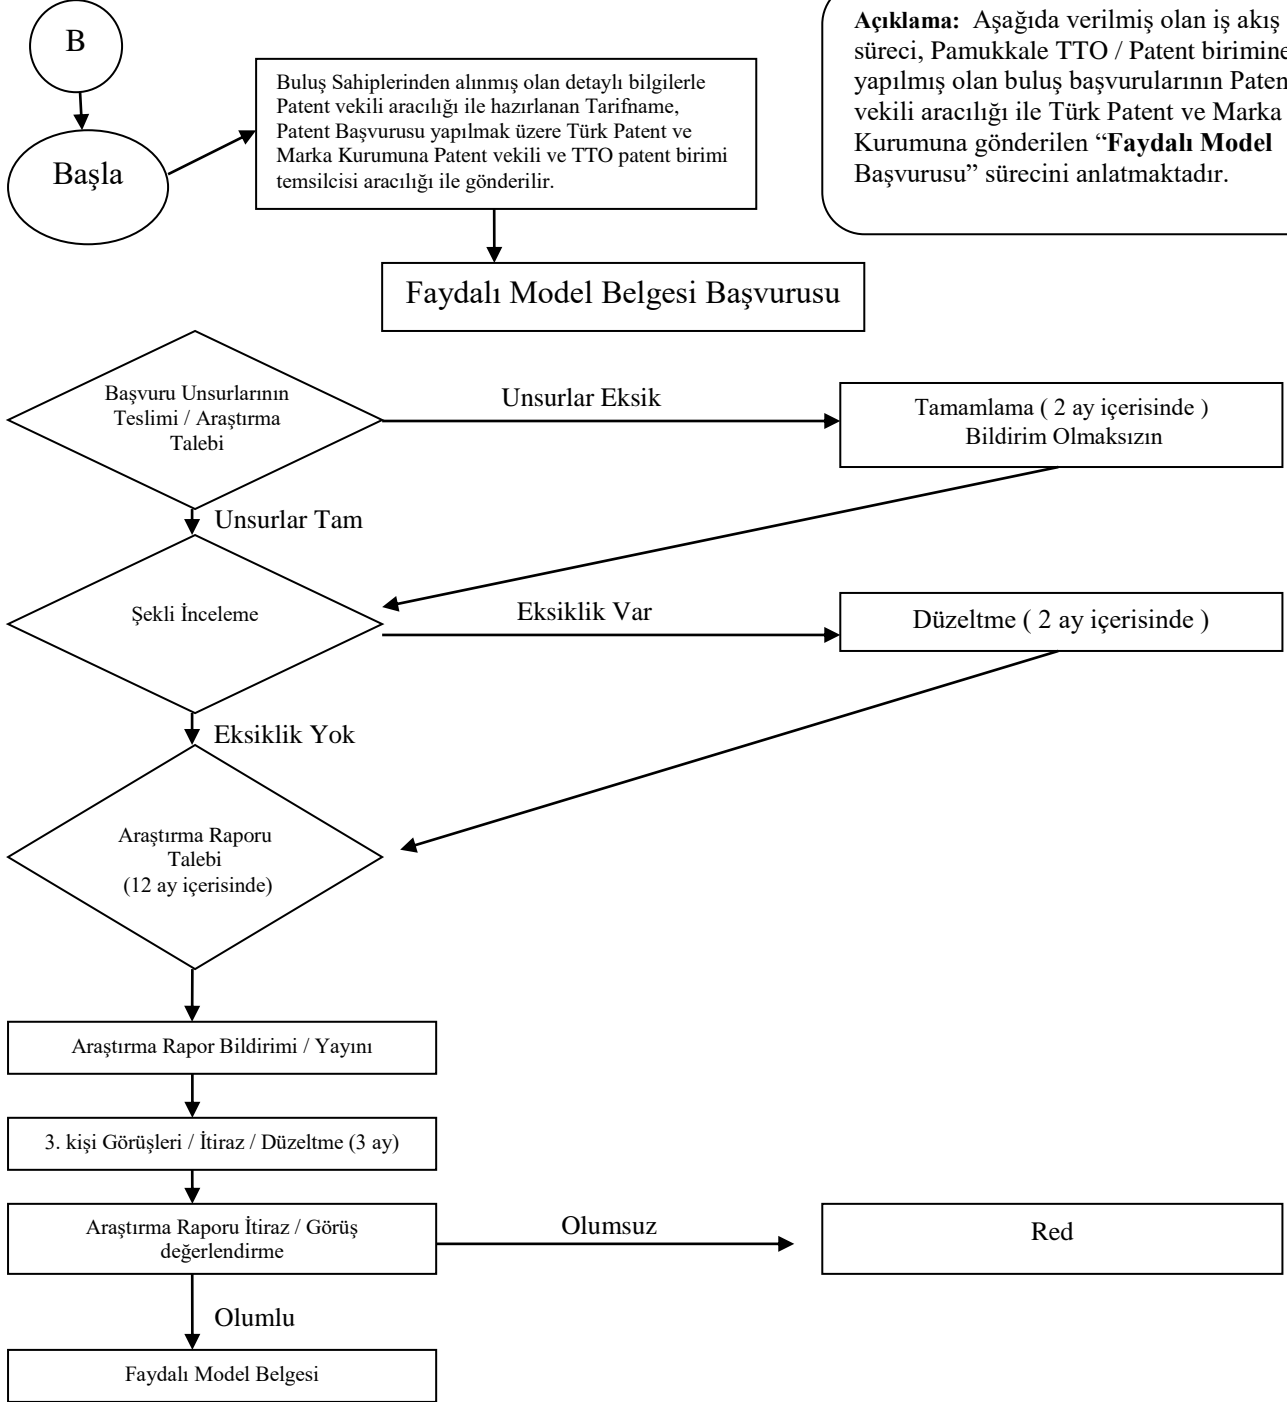 B
Başla
Buluş Sahiplerinden alınmış olan detaylı bilgilerle
Patent vekili aracılığı ile hazırlanan Tarifname,
Patent Başvurusu yapılmak üzere Türk Patent ve
Marka Kurumuna Patent vekili ve TTO patent birimi
temsilcisi aracılığı ile gönderilir.
Açıklama: Aşağıda verilmiş olan iş akış
süreci, Pamukkale TTO / Patent birimine
yapılmış olan buluş başvurularının Paten
vekili aracılığı ile Türk Patent ve Marka
Kurumuna gönderilen “Faydalı Model
Başvurusu” sürecini anlatmaktadır.
Faydalı Model Belgesi Başvurusu
Başvuru Unsurlarının
Teslimi / Araştırma
Talebi
Unsurlar Eksik
Tamamlama ( 2 ay içerisinde )
Bildirim Olmaksızın
Unsurlar Tam
Şekli İnceleme
Eksiklik Var
Düzeltme ( 2 ay içerisinde )
Eksiklik Yok
Araştırma Raporu
Talebi
(12 ay içerisinde)
Araştırma Rapor Bildirimi / Yayını
3. kişi Görüşleri / İtiraz / Düzeltme (3 ay)
Araştırma Raporu İtiraz / Görüş
değerlendirme
Olumsuz
Red
Olumlu
Faydalı Model Belgesi